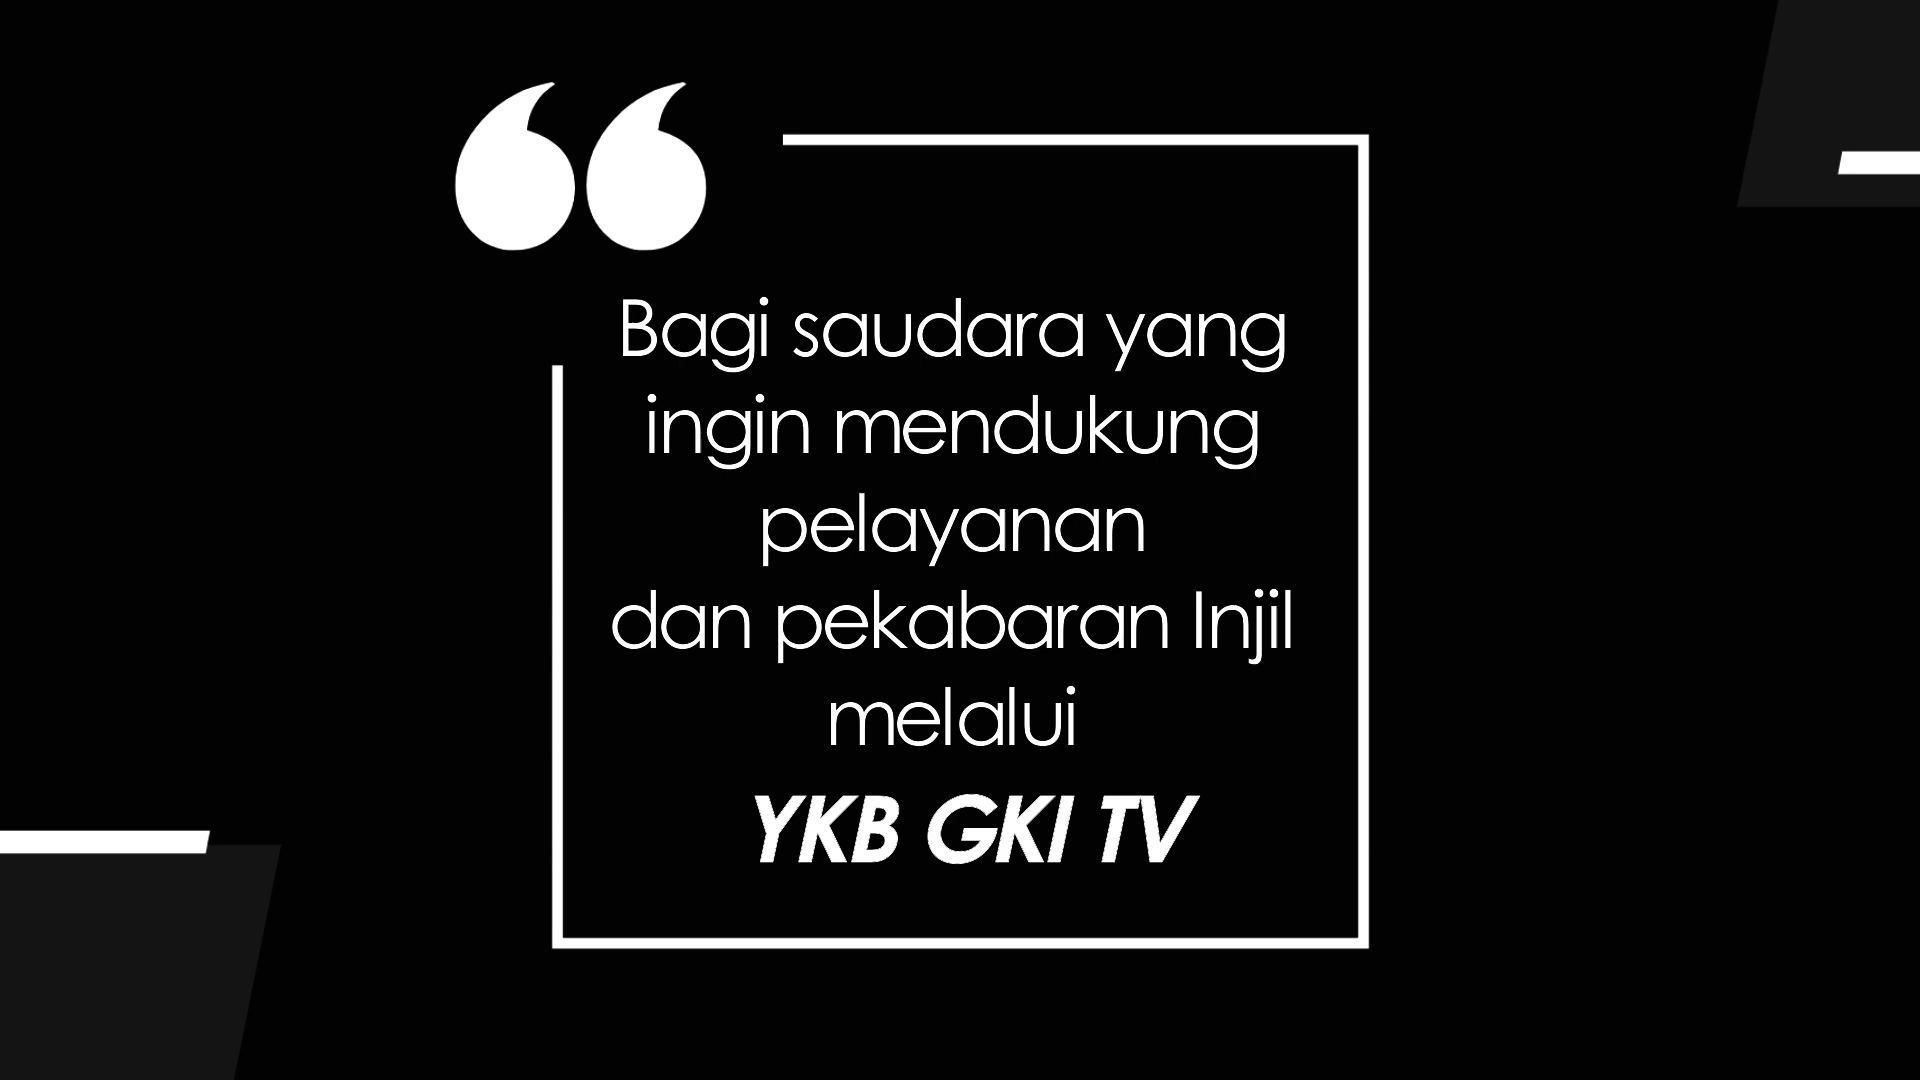 Bagi saudara yang
ingin mendukung
pelayanan
dan pekabaran Injil
melalui
YKB GKI TV